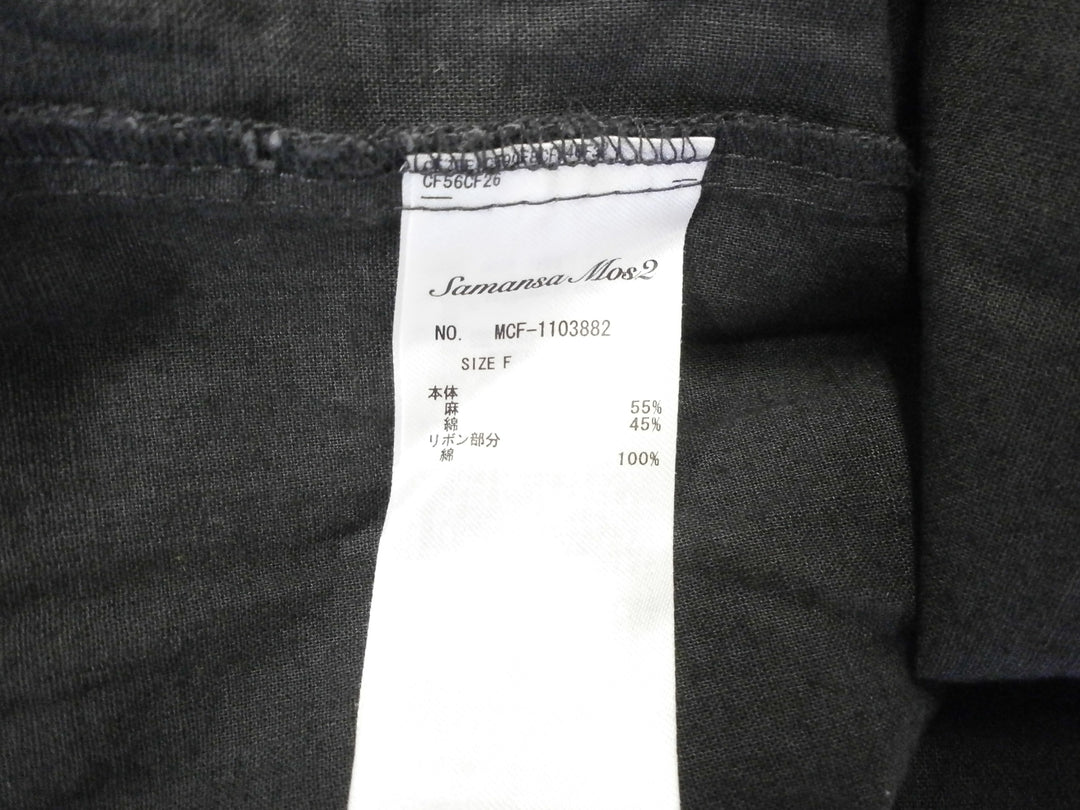 CF56CF26
Samansa Mos2
NO. MCF-1103882
SIZE F
本体
麻 55%
綿 45%
リボン部分
綿 100%